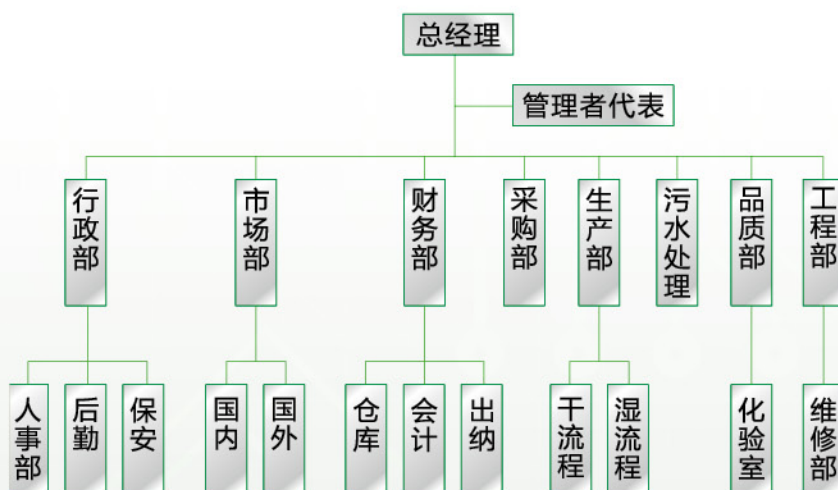 总经理
管理者代表
行政部
市场部
财务部
采购部
生产部
污水处理
品质部
工程部
人事部
后勤
保安
国内
国外
仓库
会计
出纳
干流程
湿流程
化验室
维修部